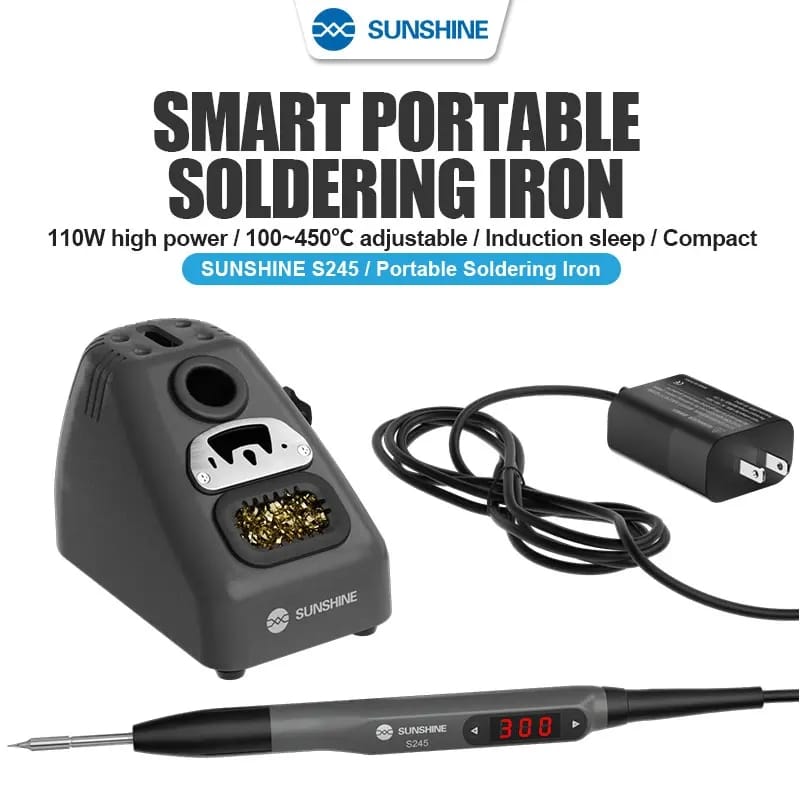 SUNSHINE
SMART PORTABLE
SOLDERING IRON
110W high power / 100~450℃ adjustable / Induction sleep / Compact
SUNSHINE S245 / Portable Soldering Iron
SUNSHINE
SUNSHINE
S245
300